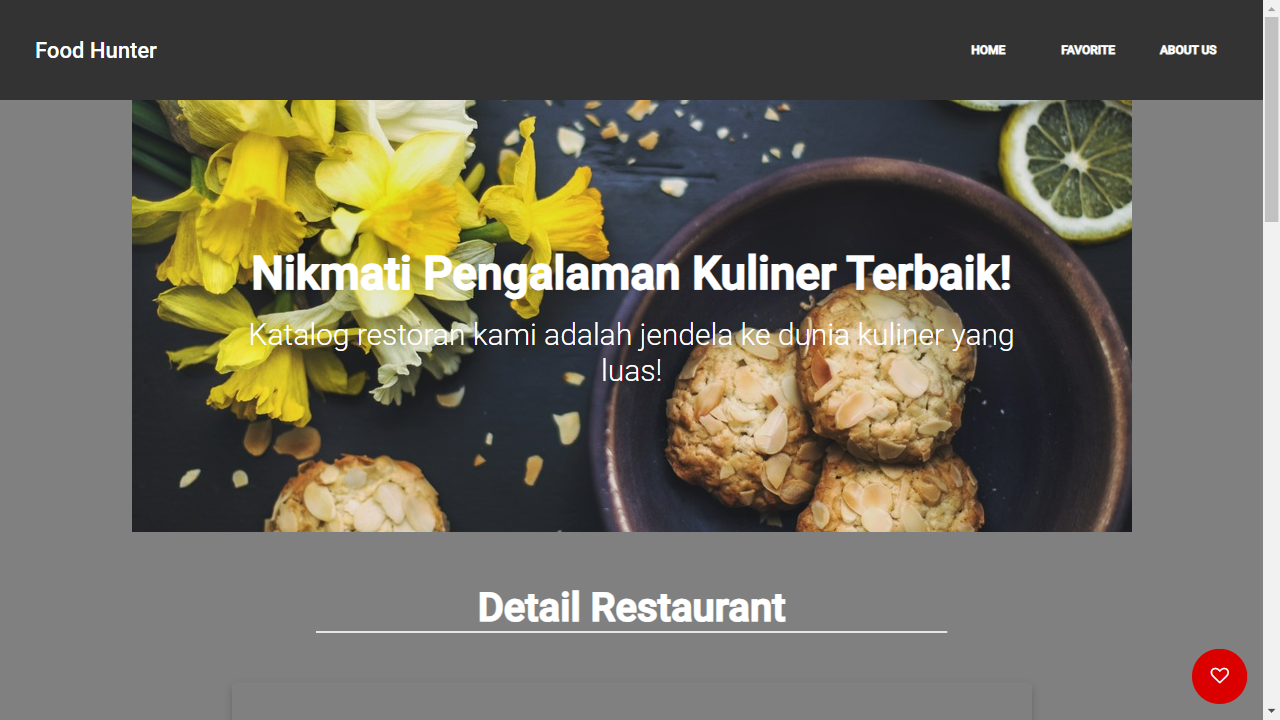 Food Hunter
HOME
FAVORITE
ABOUT US
Nikmati Pengalaman Kuliner Terbaik!
Katalog restoran kami adalah jendela ke dunia kuliner yang
luas!
Detail Restaurant